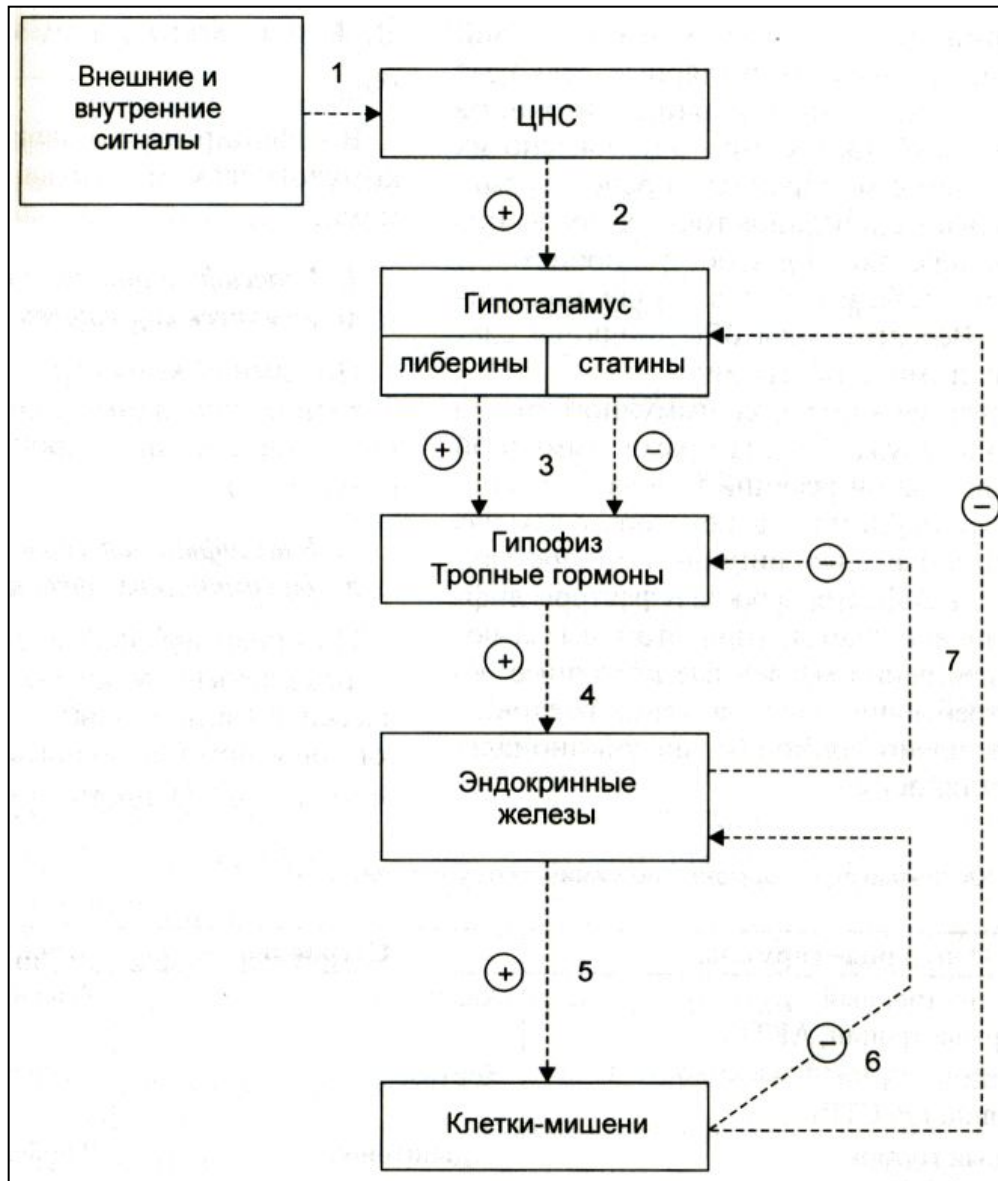 Внешние и
внутренние
сигналы
1
ЦНС
+
2
Гипоталамус
либерины
статины
+
3
−
−
Гипофиз
Тропные гормоны
−
+
4
7
Эндокринные
железы
+
5
−
6
Клетки-мишени